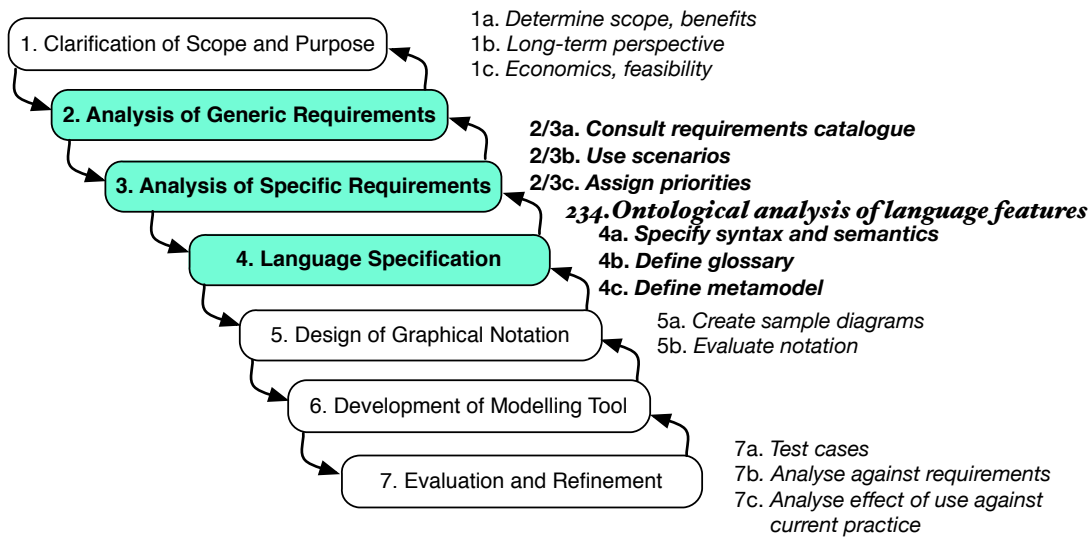 1. Clarification of Scope and Purpose
1a. Determine scope, benefits
1b. Long-term perspective
1c. Economics, feasibility
2. Analysis of Generic Requirements
2/3a. Consult requirements catalogue
2/3b. Use scenarios
2/3c. Assign priorities
3. Analysis of Specific Requirements
234.Ontological analysis of language features
4a. Specify syntax and semantics
4b. Define glossary
4c. Define metamodel
4. Language Specification
5. Design of Graphical Notation
5a. Create sample diagrams
5b. Evaluate notation
6. Development of Modelling Tool
7. Evaluation and Refinement
7a. Test cases
7b. Analyse against requirements
7c. Analyse effect of use against
current practice